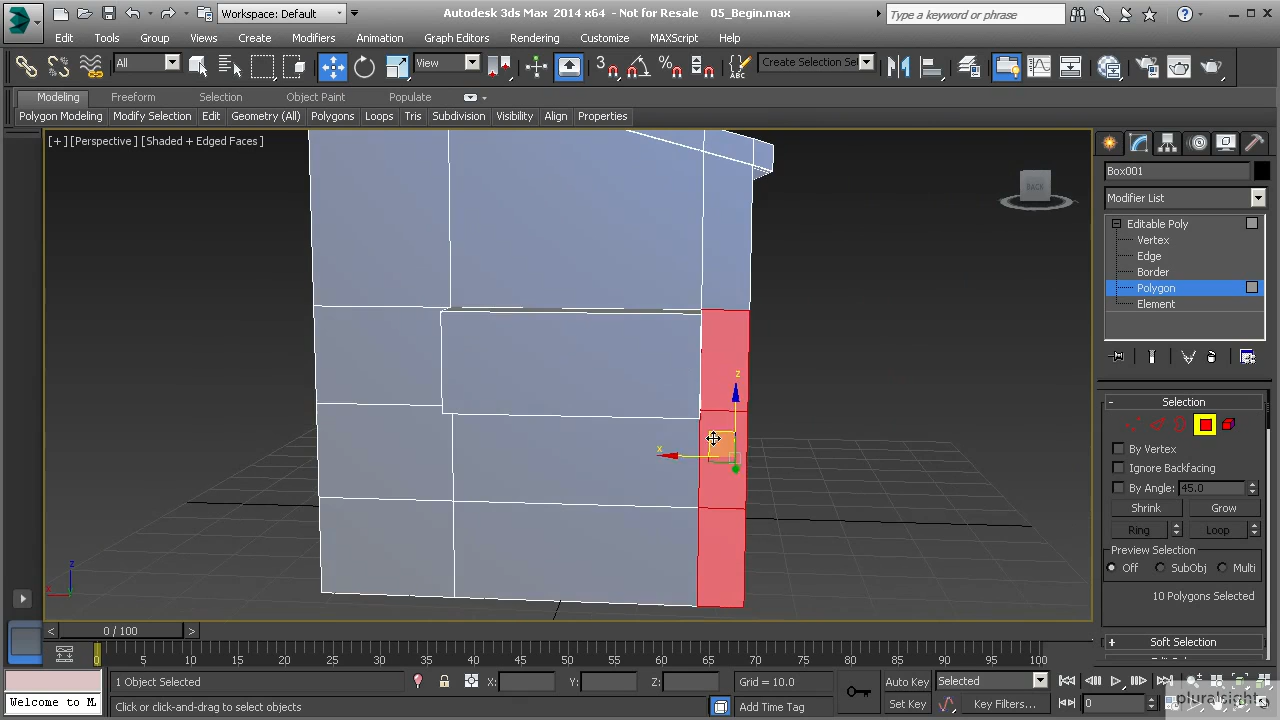 Workspace: Default
Autodesk 3ds Max 2014 x64 - Not for Resale 05_Begin.max
Type a keyword or phrase
Edit Tools Group Views Create Modifiers Animation Graph Editors Rendering Customize MAXScript Help
All
View
Create Selection Se
Modeling Freeform Selection Object Paint Populate
Polygon Modeling Modify Selection Edit Geometry (All) Polygons Loops Tris Subdivision Visibility Align Properties
[+] [Perspective] [Shaded + Edged Faces]
BACK
Box001
Modifier List
Editable Poly
Vertex
Edge
Border
Polygon
Element
z
x
z
x
- Selection
By Vertex
Ignore Backfacing
By Angle: 45.0
Shrink Grow
Ring Loop
Preview Selection
Off SubObj Multi
10 Polygons Selected
+ Soft Selection
< 0 / 100 >
0 5 10 15 20 25 30 35 40 45 50 55 60 65 70 75 80 85 90 95 100
1 Object Selected X: Y: Z: Grid = 10.0 Auto Key Selected
Welcome to M Click or click-and-drag to select objects Add Time Tag Set Key Key Filters... 0
pluralsight